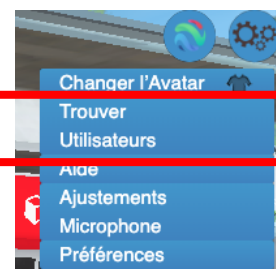 Changer l'Avatar
Trouver
Utilisateurs
Aide
Ajustements
Microphone
Préférences